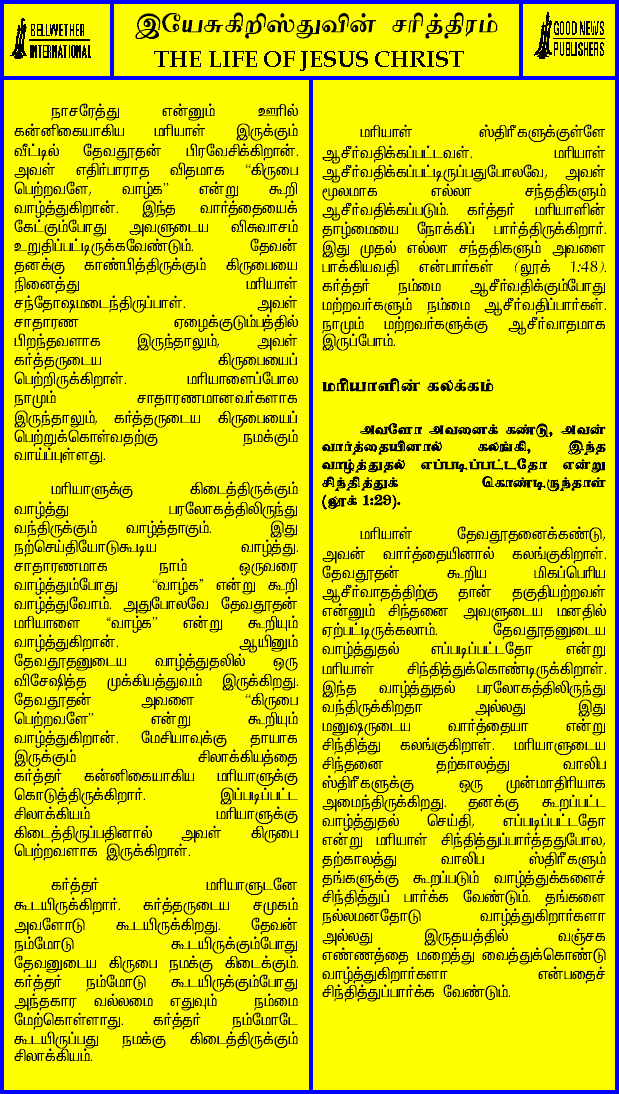 BELLWETHER
INTERNATIONAL
இயேசுகிறிஸ்துவின் சரித்திரம்
THE LIFE OF JESUS CHRIST
GOOD NEWS
PUBLISHERS
நாசரேத்து என்னும் ஊரில்
கன்னிகையாகிய மரியாள் இருக்கும்
வீட்டில் தேவதூதன் பிரவேசிக்கிறான்.
அவள் எதிர்பாராத விதமாக “கிருபை
பெற்றவளே, வாழ்க” என்று கூறி
வாழ்த்துகிறான். இந்த வார்த்தையைக்
கேட்கும்போது அவளுடைய விசுவாசம்
உறுதிப்பட்டிருக்கவேண்டும். தேவன்
தனக்கு காண்பித்திருக்கும் கிருபையை
நினைத்து மரியாள்
சந்தோஷமடைந்திருப்பாள். அவள்
சாதாரண ஏழைக்குடும்பத்தில்
பிறந்தவளாக இருந்தாலும், அவள்
கர்த்தருடைய கிருபையைப்
பெற்றிருக்கிறாள். மரியாளைப்போல
நாமும் சாதாரணமானவர்களாக
இருந்தாலும், கர்த்தருடைய கிருபையைப்
பெற்றுக்கொள்வதற்கு நமக்கும்
வாய்ப்புள்ளது.
மரியாளுக்கு கிடைத்திருக்கும்
வாழ்த்து பரலோகத்திலிருந்து
வந்திருக்கும் வாழ்த்தாகும். இது
நற்செய்தியோடுகூடிய வாழ்த்து.
சாதாரணமாக நாம் ஒருவரை
வாழ்த்தும்போது “வாழ்க” என்று கூறி
வாழ்த்துவோம். அதுபோலவே தேவதூதன்
மரியாளை “வாழ்க” என்று கூறியும்
வாழ்த்துகிறான். ஆயினும்
தேவதூதனுடைய வாழ்த்துதலில் ஒரு
விசேஷித்த முக்கியத்துவம் இருக்கிறது.
தேவதூதன் அவளை “கிருபை
பெற்றவளே” என்று கூறியும்
வாழ்த்துகிறான். மேசியாவுக்கு தாயாக
இருக்கும் சிலாக்கியத்தை
கர்த்தர் கன்னிகையாகிய மரியாளுக்கு
கொடுத்திருக்கிறார். இப்படிப்பட்ட
சிலாக்கியம் மரியாளுக்கு
கிடைத்திருப்பதினால் அவள் கிருபை
பெற்றவளாக இருக்கிறாள்.
கர்த்தர் மரியாளுடனே
கூடயிருக்கிறார். கர்த்தருடைய சமுகம்
அவளோடு கூடயிருக்கிறது. தேவன்
நம்மோடு கூடயிருக்கும்போது
தேவனுடைய கிருபை நமக்கு கிடைக்கும்.
கர்த்தர் நம்மோடு கூடயிருக்கும்போது
அந்தகார வல்லமை எதுவும் நம்மை
மேற்கொள்ளாது. கர்த்தர் நம்மோடே
கூடயிருப்பது நமக்கு கிடைத்திருக்கும்
சிலாக்கியம்.
மரியாள் ஸ்திரீகளுக்குள்ளே
ஆசீர்வதிக்கப்பட்டவள். மரியாள்
ஆசீர்வதிக்கப்பட்டிருப்பதுபோலவே, அவள்
மூலமாக எல்லா சந்ததிகளும்
ஆசீர்வதிக்கப்படும். கர்த்தர் மரியாளின்
தாழ்மையை நோக்கிப் பார்த்திருக்கிறார்.
இது முதல் எல்லா சந்ததிகளும் அவளை
பாக்கியவதி என்பார்கள் (லூக் 1:48).
கர்த்தர் நம்மை ஆசீர்வதிக்கும்போது
மற்றவர்களும் நம்மை ஆசீர்வதிப்பார்கள்.
நாமும் மற்றவர்களுக்கு ஆசீர்வாதமாக
இருப்போம்.
மரியாளின் கலக்கம்
அவளோ அவனைக் கண்டு, அவன்
வார்த்தையினால் கலங்கி, இந்த
வாழ்த்துதல் எப்படிப்பட்டதோ என்று
சிந்தித்துக் கொண்டிருந்தாள்
(லூக் 1:29).
மரியாள் தேவதூதனைக்கண்டு,
அவன் வார்த்தையினால் கலங்குகிறாள்.
தேவதூதன் கூறிய மிகப்பெரிய
ஆசீர்வாதத்திற்கு தான் தகுதியற்றவள்
என்னும் சிந்தனை அவளுடைய மனதில்
ஏற்பட்டிருக்கலாம். தேவதூதனுடைய
வாழ்த்துதல் எப்படிப்பட்டதோ என்று
மரியாள் சிந்தித்துக்கொண்டிருக்கிறாள்.
இந்த வாழ்த்துதல் பரலோகத்திலிருந்து
வந்திருக்கிறதா அல்லது இது
மனுஷருடைய வார்த்தையா என்று
சிந்தித்து கலங்குகிறாள். மரியாளுடைய
சிந்தனை தற்காலத்து வாலிப
ஸ்திரீகளுக்கு ஒரு முன்மாதிரியாக
அமைந்திருக்கிறது. தனக்கு கூறப்பட்ட
வாழ்த்துதல் செய்தி, எப்படிப்பட்டதோ
என்று மரியாள் சிந்தித்துப்பார்த்ததுபோல,
தற்காலத்து வாலிப ஸ்திரீகளும்
தங்களுக்கு கூறப்படும் வாழ்த்துக்களைச்
சிந்தித்துப் பார்க்க வேண்டும். தங்களை
நல்லமனதோடு வாழ்த்துகிறார்களா
அல்லது இருதயத்தில் வஞ்சக
எண்ணத்தை மறைத்து வைத்துக்கொண்டு
வாழ்த்துகிறார்களா என்பதைச்
சிந்தித்துப்பார்க்க வேண்டும்.